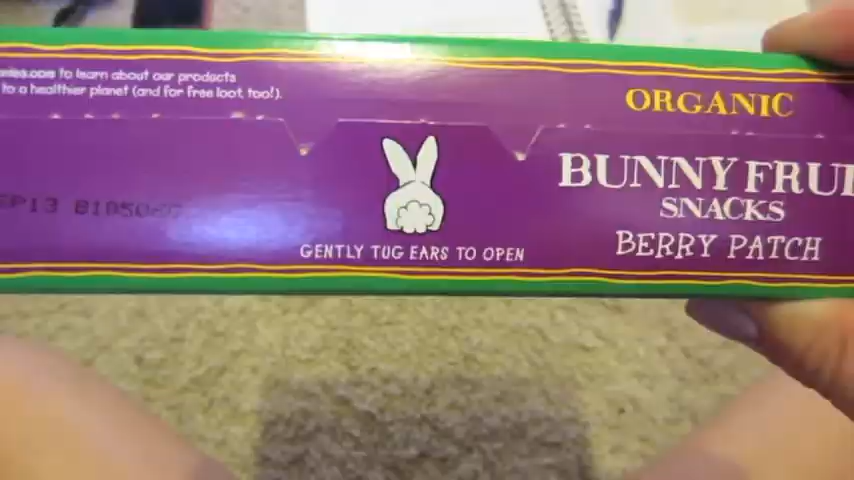 to learn about our products
to a healthier planet (and for free loot, too!).
ORGANIC
BUNNY
SNACKS
BERRY PATCH
GENTLY TUG EARS TO OPEN